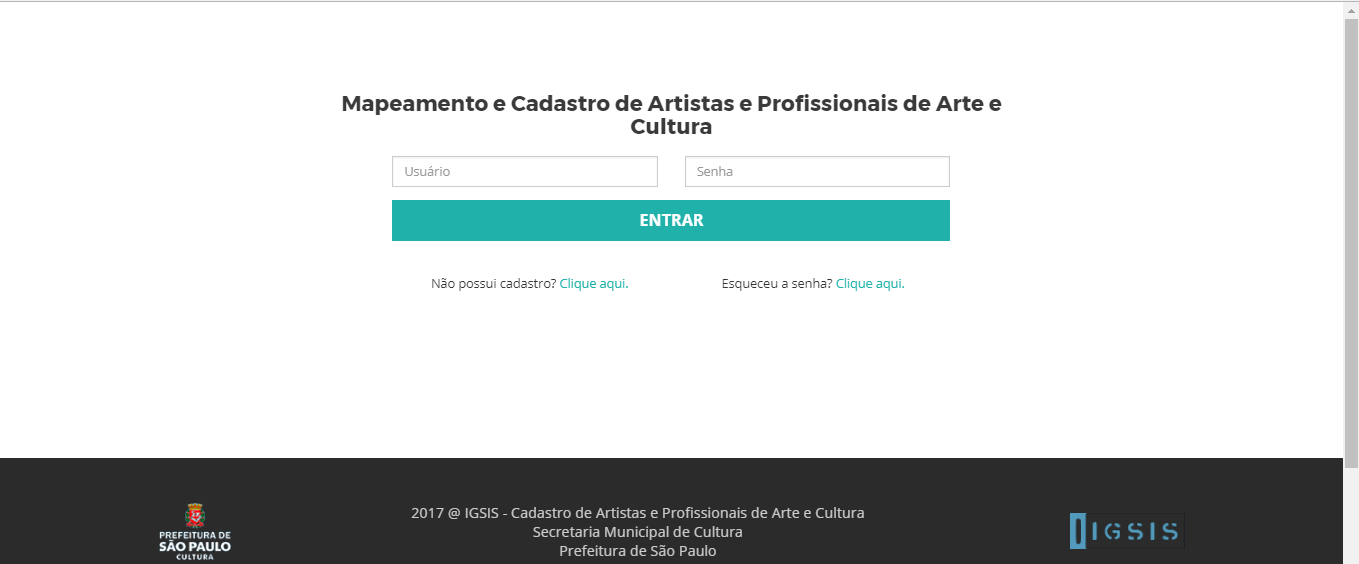 Mapeamento e Cadastro de Artistas e Profissionais de Arte e
Cultura
Usuário
Senha
ENTRAR
Não possui cadastro? Clique aqui.
Esqueceu a senha? Clique aqui.
PREFEITURA DE
SÃO PAULO
CULTURA
2017 @ IGSIS - Cadastro de Artistas e Profissionais de Arte e Cultura
Secretaria Municipal de Cultura
Prefeitura de São Paulo
IGSIS